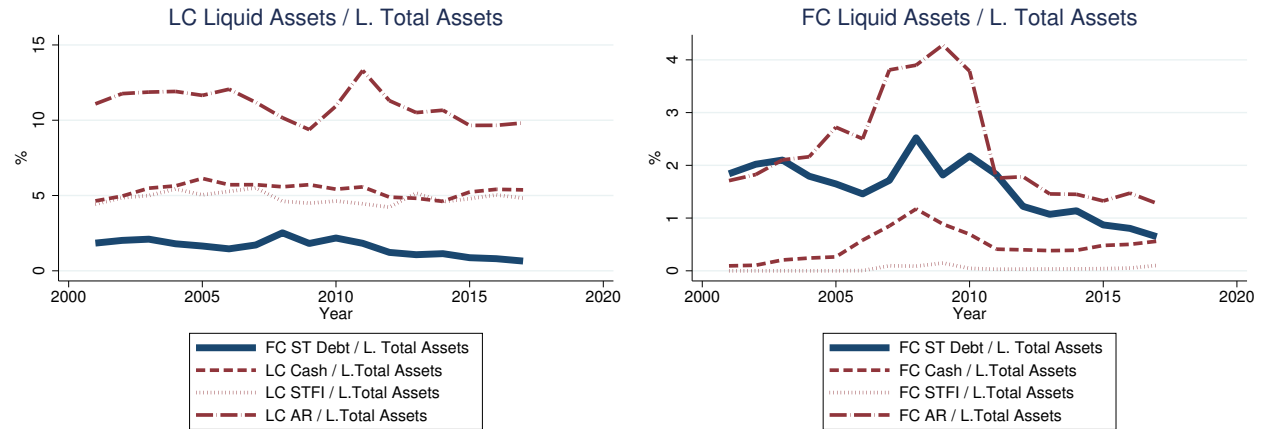 LC Liquid Assets / L. Total Assets
15
10
5
0
%
2000 2005 2010 2015 2020
Year
FC ST Debt / L. Total Assets
LC Cash / L.Total Assets
LC STFI / L.Total Assets
LC AR / L.Total Assets
FC Liquid Assets / L. Total Assets
4
3
2
1
0
%
2000 2005 2010 2015 2020
Year
FC ST Debt / L. Total Assets
FC Cash / L.Total Assets
FC STFI / L.Total Assets
FC AR / L.Total Assets